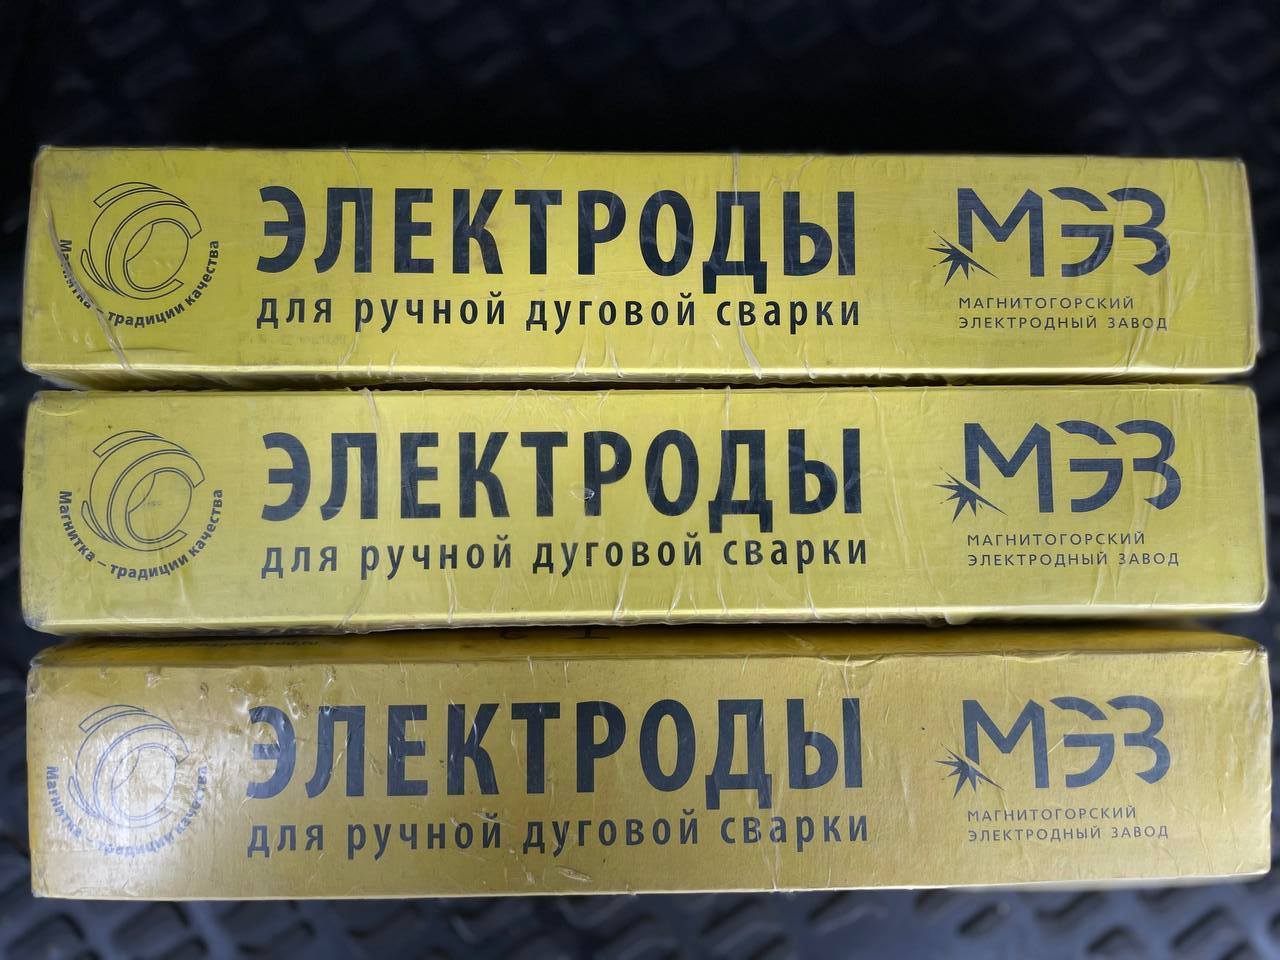 ЭЛЕКТРОДЫ
для ручной дуговой сварки
Магнитка – традиции качества
МЭЗ
МАГНИТОГОРСКИЙ
ЭЛЕКТРОДНЫЙ ЗАВОД
ЭЛЕКТРОДЫ
для ручной дуговой сварки
Магнитка – традиции качества
МЭЗ
МАГНИТОГОРСКИЙ
ЭЛЕКТРОДНЫЙ ЗАВОД
ЭЛЕКТРОДЫ
для ручной дуговой сварки
Магнитка – традиции качества
МЭЗ
МАГНИТОГОРСКИЙ
ЭЛЕКТРОДНЫЙ ЗАВОД